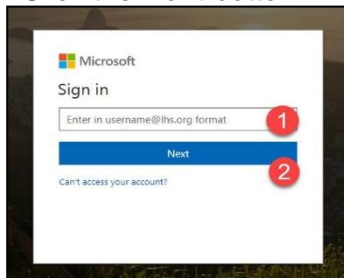 Microsoft
Sign in
Enter in username@lhs.org format
1
Next
2
Can't access your account?